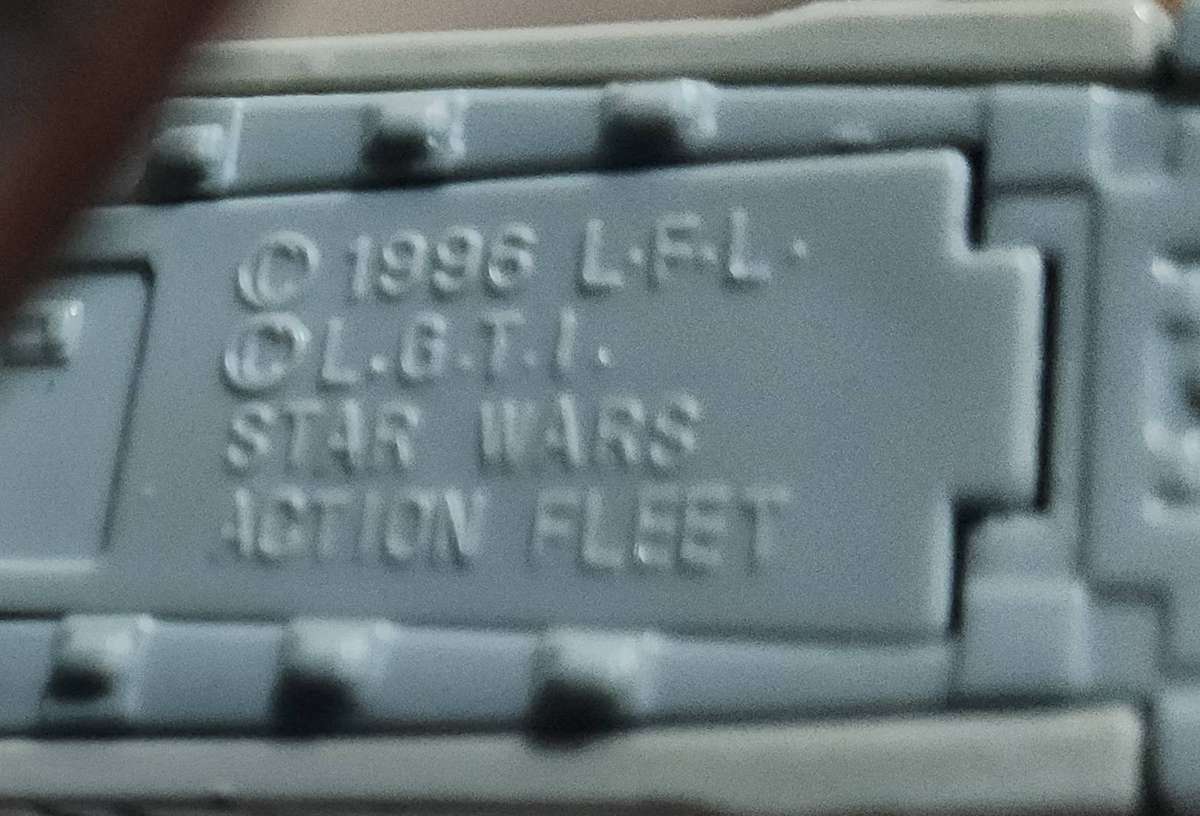 © 1996 L.F.L.
© L.G.T.I.
STAR WARS
ACTION FLEET